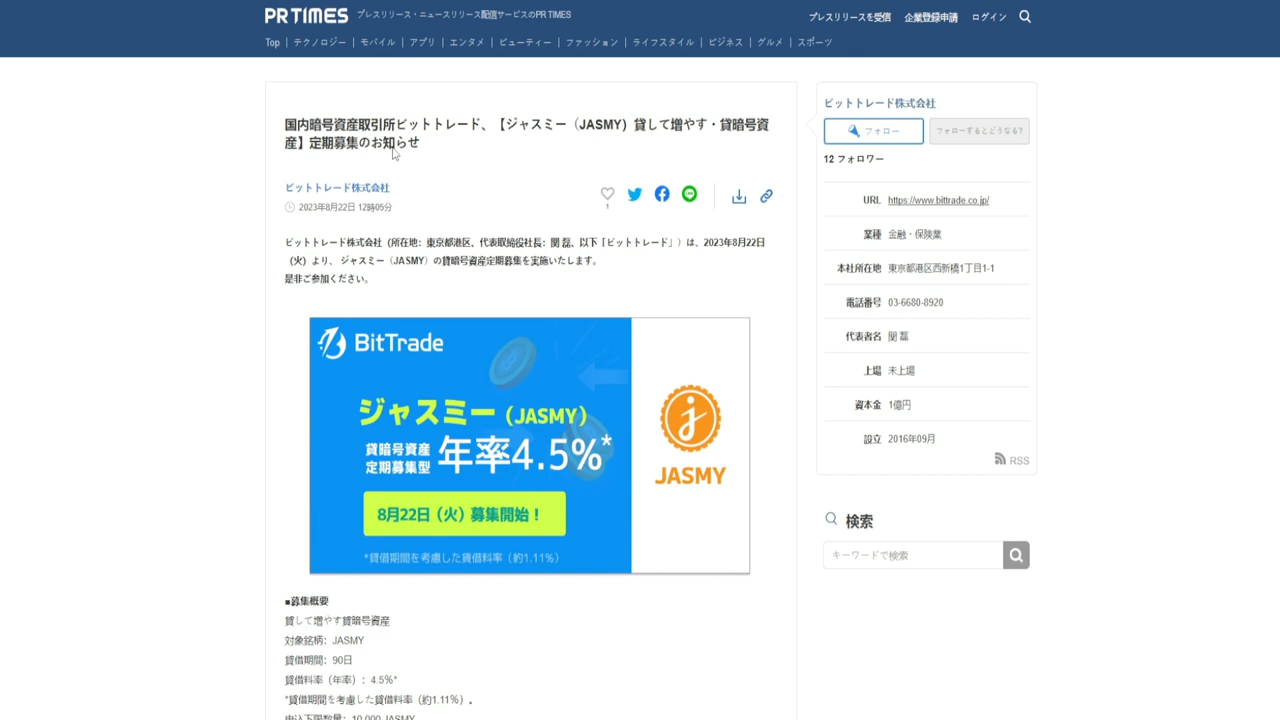 PR TIMES プレスリリース・ニュースリリース配信サービスのPR TIMES プレスリリースを受信 企業登録申請 ログイン
Top | テクノロジー | モバイル | アプリ | エンタメ | ビューティー | ファッション | ライフスタイル | ビジネス | グルメ | スポーツ
国内暗号資産取引所ビットトレード、【ジャスミー（JASMY）貸して増やす・貸暗号資
産】定期募集のお知らせ
ビットトレード株式会社
2023年8月22日 12時05分
1
ビットトレード株式会社（所在地：東京都港区、代表取締役社長：関 磊、以下「ビットトレード」）は、2023年8月22日
（火）より、ジャスミー（JASMY）の貸暗号資産定期募集を実施いたします。
是非ご参加ください。
BitTrade
ジャスミー（JASMY）
貸暗号資産
定期募集型
年率4.5%*
8月22日（火）募集開始！
*貸借期間を考慮した賃借料率（約1.11%）
JASMY
■募集概要
貸して増やす貸暗号資産
対象銘柄：JASMY
貸借期間：90日
貸借料率（年率）：4.5%*
*貸借期間を考慮した貸借料率（約1.11%）。
申込下限数量：10,000 JASMY
ビットトレード株式会社
フォロー
フォローするとどうなる?
12 フォロワー
URL https://www.bittrade.co.jp/
業種 金融・保険業
本社所在地 東京都港区西新橋1丁目1-1
電話番号 03-6680-8920
代表者名 関 磊
上場 未上場
資本金 1億円
設立 2016年09月
RSS
検索
キーワードで検索